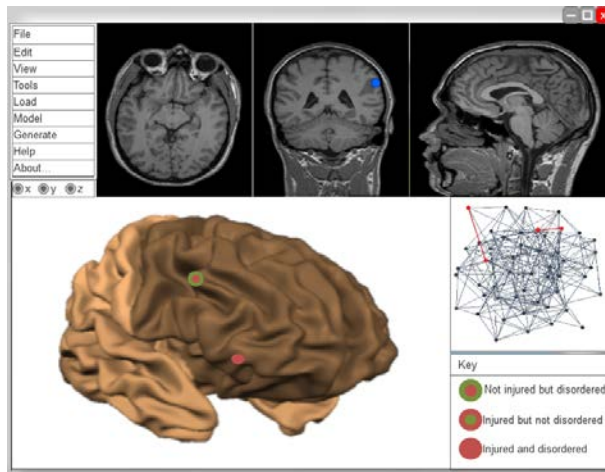 File
Edit
View
Tools
Load
Model
Generate
Help
About...
x y z
Key
Not injured but disordered
Injured but not disordered
Injured and disordered